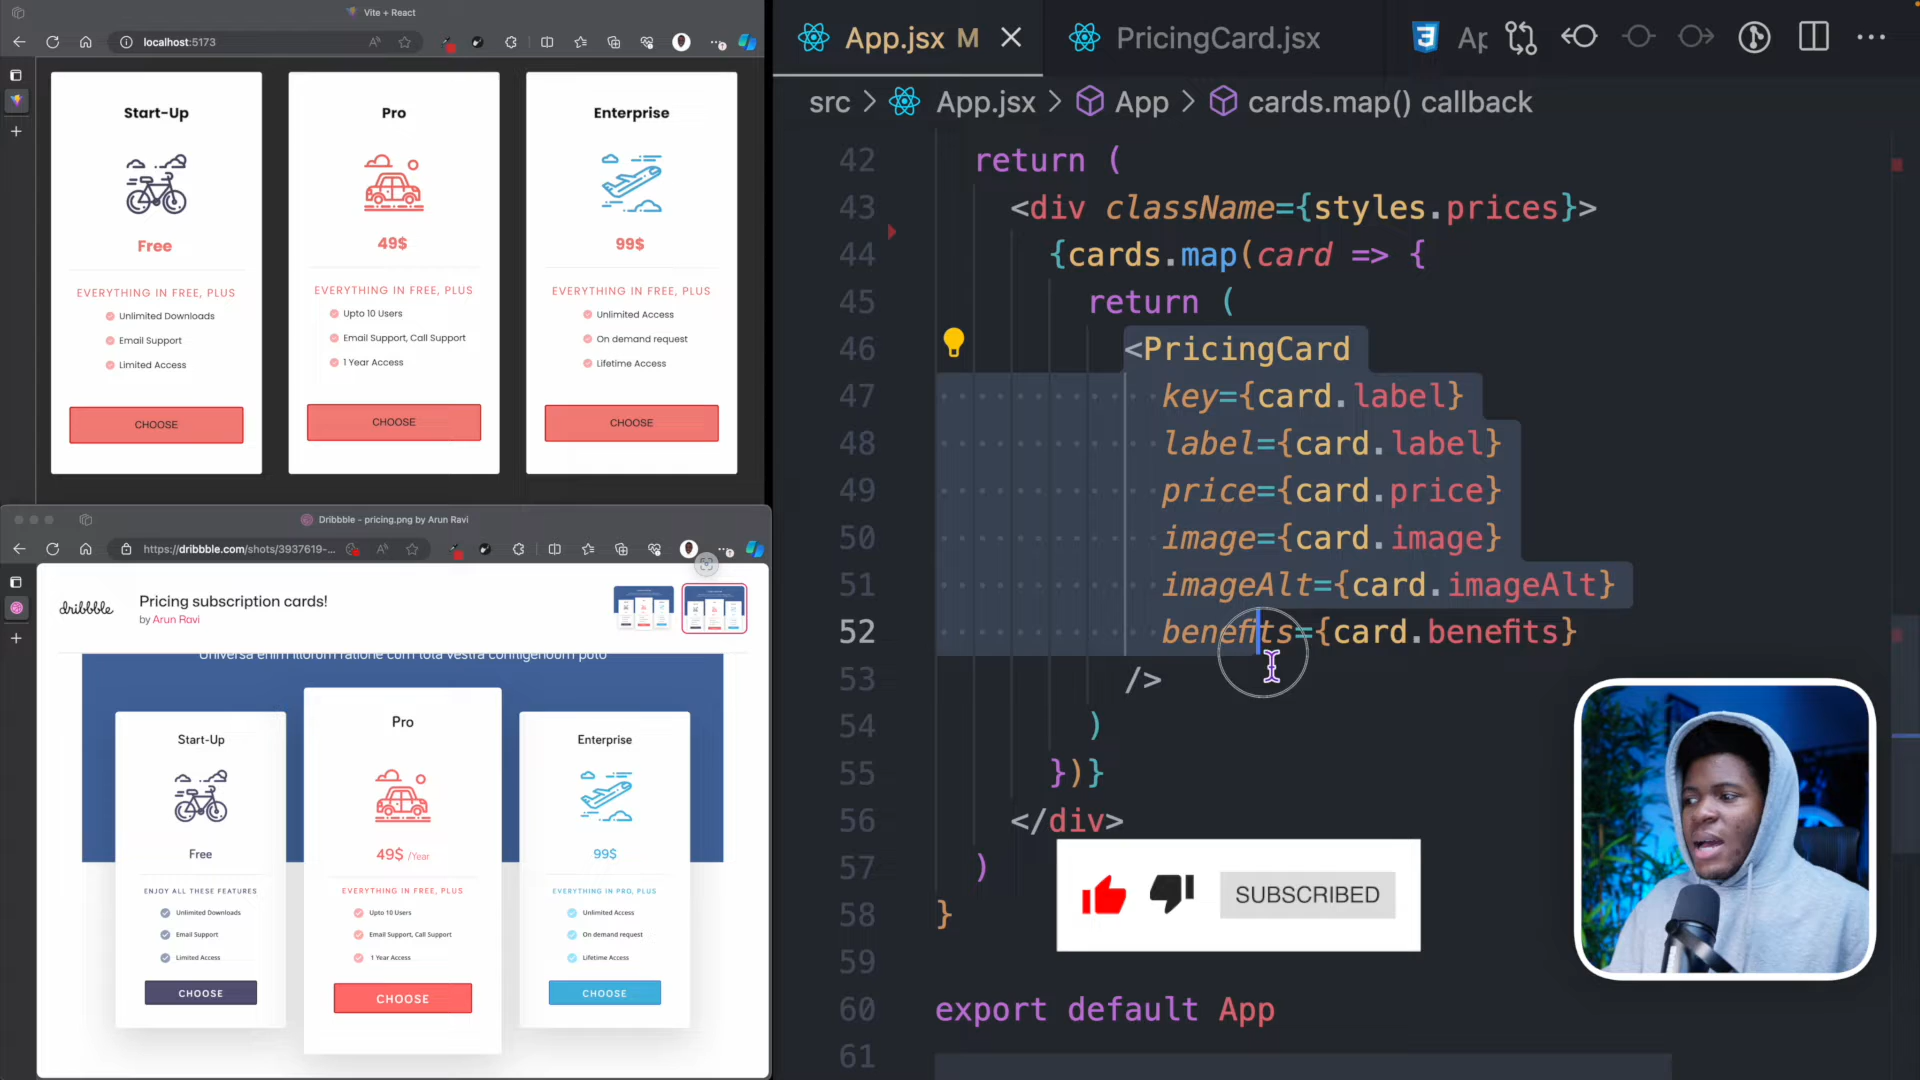 Vite + React
localhost:5173
Start-Up
Free
EVERYTHING IN FREE, PLUS
Unlimited Downloads
Email Support
Limited Access
CHOOSE
Pro
49$
EVERYTHING IN FREE, PLUS
Upto 10 Users
Email Support, Call Support
1 Year Access
CHOOSE
Enterprise
99$
EVERYTHING IN FREE, PLUS
Unlimited Access
On demand request
Lifetime Access
CHOOSE
Dribbble - pricing.png by Arun Ravi
https://dribbble.com/shots/3937619-...
dribbble
Pricing subscription cards!
by Arun Ravi
Start-Up
Free
ENJOY ALL THESE FEATURES
Unlimited Downloads
Email Support
Limited Access
CHOOSE
Pro
49$ /Year
EVERYTHING IN FREE, PLUS
Upto 10 Users
Email Support, Call Support
1 Year Access
CHOOSE
Enterprise
99$
EVERYTHING IN PRO, PLUS
Unlimited Access
On demand request
Lifetime Access
CHOOSE
App.jsx M
PricingCard.jsx
Ap
src > App.jsx > App > cards.map() callback
42 return (
43 <div className={styles.prices}>
44 {cards.map(card => {
45 return (
46 <PricingCard
47 key={card.label}
48 label={card.label}
49 price={card.price}
50 image={card.image}
51 imageAlt={card.imageAlt}
52 benefits={card.benefits}
53 />
54 )
55 })}
56 </div>
57 )
58 }
59
60 export default App
61
SUBSCRIBED